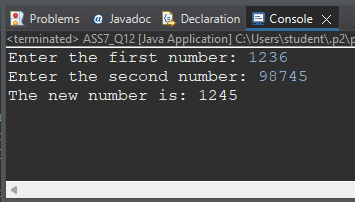 Problems Javadoc Declaration Console
<terminated> ASS7_Q12 [Java Application] C:\Users\student\.p2\p
Enter the first number: 1236
Enter the second number: 98745
The new number is: 1245